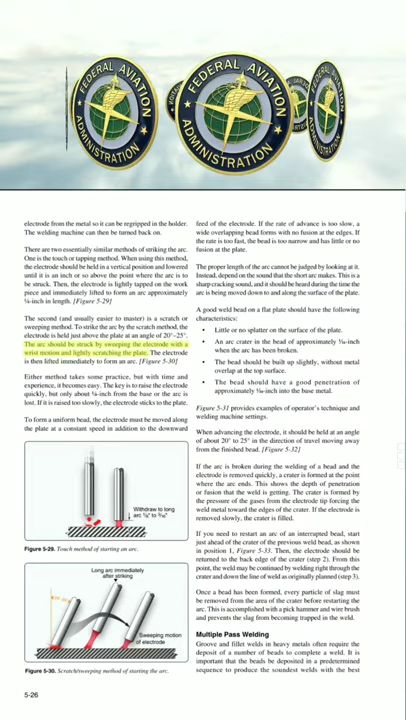 FEDERAL AVIATION
ADMINISTRATION
FEDERAL AVIATION
ADMINISTRATION
electrode from the metal so it can be regripped in the holder.
The welding machine can then be turned back on.
There are two essentially similar methods of striking the arc.
One is the touch or tapping method. When using this method,
the electrode should be held in a vertical position and lowered
until it is an inch or so above the point where the arc is to
be struck. Then, the electrode is lightly tapped on the work
piece and immediately lifted to form an arc approximately
¼-inch in length. [Figure 5-29]
The second (and usually easier to master) is a scratch or
sweeping method. To strike the arc by the scratch method, the
electrode is held just above the plate at an angle of 20°–25°.
The arc should be struck by sweeping the electrode with a
wrist motion and lightly scratching the plate. The electrode
is then lifted immediately to form an arc. [Figure 5-30]
Either method takes some practice, but with time and
experience, it becomes easy. The key is to raise the electrode
quickly, but only about ¼-inch from the base or the arc is
lost. If it is raised too slowly, the electrode sticks to the plate.
To form a uniform bead, the electrode must be moved along
the plate at a constant speed in addition to the downward
Withdraw to long
Figure 5-29. Touch method of starting an arc.
Long arc immediately
after striking
Sweeping motion
of electrode
Figure 5-30. Scratch/sweeping method of starting the arc.
5-26
feed of the electrode. If the rate of advance is too slow, a
wide overlapping bead forms with no fusion at the edges. If
the rate is too fast, the bead is too narrow and has little or no
fusion at the plate.
The proper length of the arc cannot be judged by looking at it.
Instead, depend on the sound that the short arc makes. This is a
sharp cracking sound, and it should be heard during the time the
arc is being moved down to and along the surface of the plate.
A good weld bead on a flat plate should have the following
characteristics:
• Little or no splatter on the surface of the plate.
• An arc crater in the bead of approximately 1⁄16-inch
when the arc has been broken.
• The bead should be built up slightly, without metal
overlap at the top surface.
• The bead should have a good penetration of
approximately 1⁄16-inch into the base metal.
Figure 5-31 provides examples of operator's technique and
welding machine settings.
When advancing the electrode, it should be held at an angle
of about 20° to 25° in the direction of travel moving away
from the finished bead. [Figure 5-32]
If the arc is broken during the welding of a bead and the
electrode is removed quickly, a crater is formed at the point
where the arc ends. This shows the depth of penetration
or fusion that the weld is getting. The crater is formed by
the pressure of the gases from the electrode tip forcing the
weld metal toward the edges of the crater. If the electrode is
removed slowly, the crater is filled.
If you need to restart an arc of an interrupted bead, start
just ahead of the crater of the previous weld bead, as shown
in position 1, Figure 5-33. Then, the electrode should be
returned to the back edge of the crater (step 2). From this
point, the weld may be continued by welding right through the
crater and down the line of weld as originally planned (step 3).
Once a bead has been formed, every particle of slag must
be removed from the area of the crater before restarting the
arc. This is accomplished with a pick hammer and wire brush
and prevents the slag from becoming trapped in the weld.
Multiple Pass Welding
Groove and fillet welds in heavy metals often require the
deposit of a number of beads to complete a weld. It is
important that the beads be deposited in a predetermined
sequence to produce the soundest welds with the best